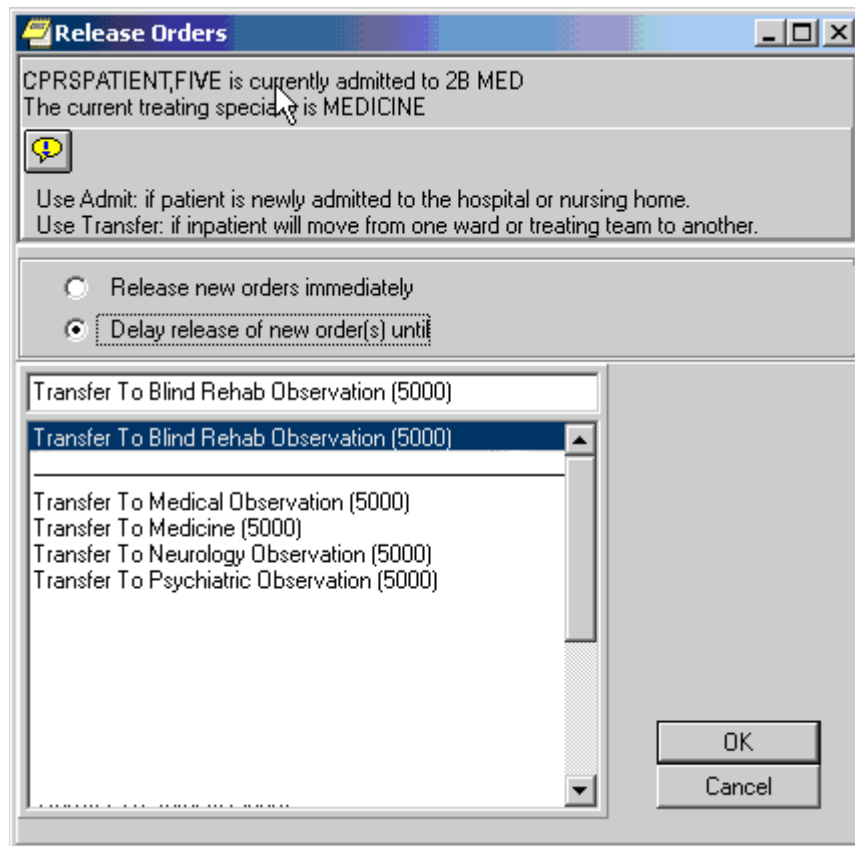 Release Orders
CPRSPATIENT,FIVE is currently admitted to 2B MED
The current treating specialty is MEDICINE
Use Admit: if patient is newly admitted to the hospital or nursing home.
Use Transfer: if inpatient will move from one ward or treating team to another.
Release new orders immediately
Delay release of new order(s) until
Transfer To Blind Rehab Observation (5000)
Transfer To Blind Rehab Observation (5000)
Transfer To Medical Observation (5000)
Transfer To Medicine (5000)
Transfer To Neurology Observation (5000)
Transfer To Psychiatric Observation (5000)
OK
Cancel